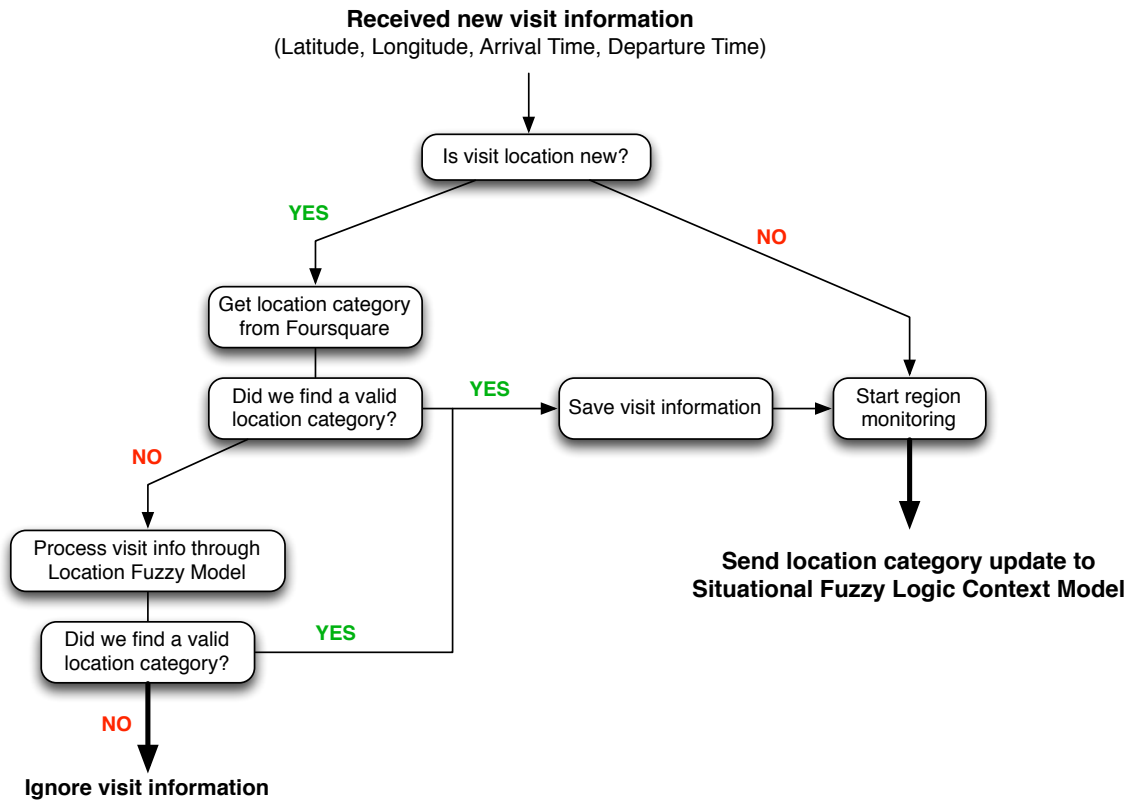 Received new visit information
(Latitude, Longitude, Arrival Time, Departure Time)
Is visit location new?
YES
NO
Get location category
from Foursquare
Did we find a valid
location category?
YES
Save visit information
Start region
monitoring
NO
Process visit info through
Location Fuzzy Model
Send location category update to
Situational Fuzzy Logic Context Model
Did we find a valid
location category?
YES
NO
Ignore visit information